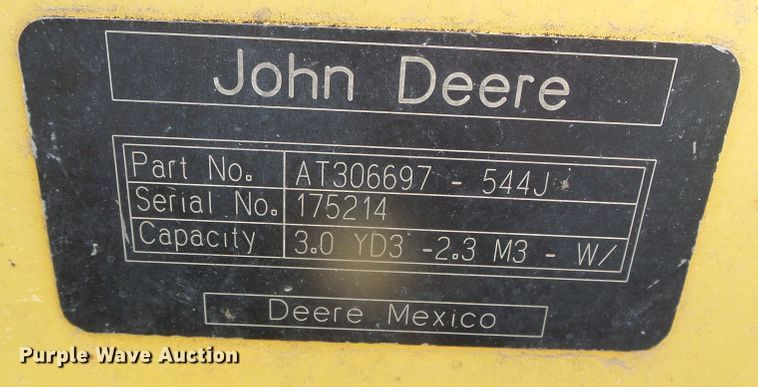 John Deere
Part No. AT306697 - 544J
Serial No. 175214
Capacity 3.0 YD3 -2.3 M3 - W/
Deere Mexico
Purple Wave Auction